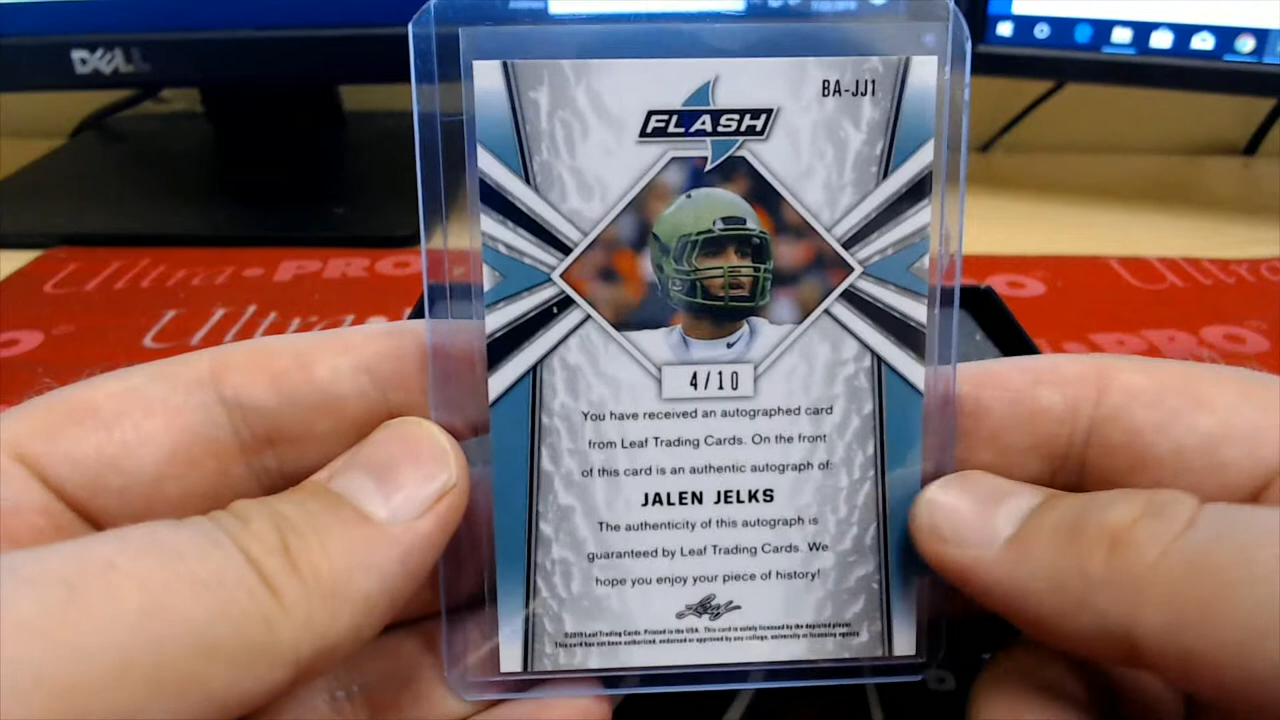 DELL
BA-JJ1
FLASH
Ultra•PRO
Ultra
Ultra
PRO
4/10
You have received an autographed card
from Leaf Trading Cards. On the front
of this card is an authentic autograph of:
JALEN JELKS
The authenticity of this autograph is
guaranteed by Leaf Trading Cards. We
hope you enjoy your piece of history!
Leaf
©2019 Leaf Trading Cards. Printed in the USA. This card is solely licensed by the depicted player.
This card has not been authorized, endorsed or approved by any college, university or licensing agency.